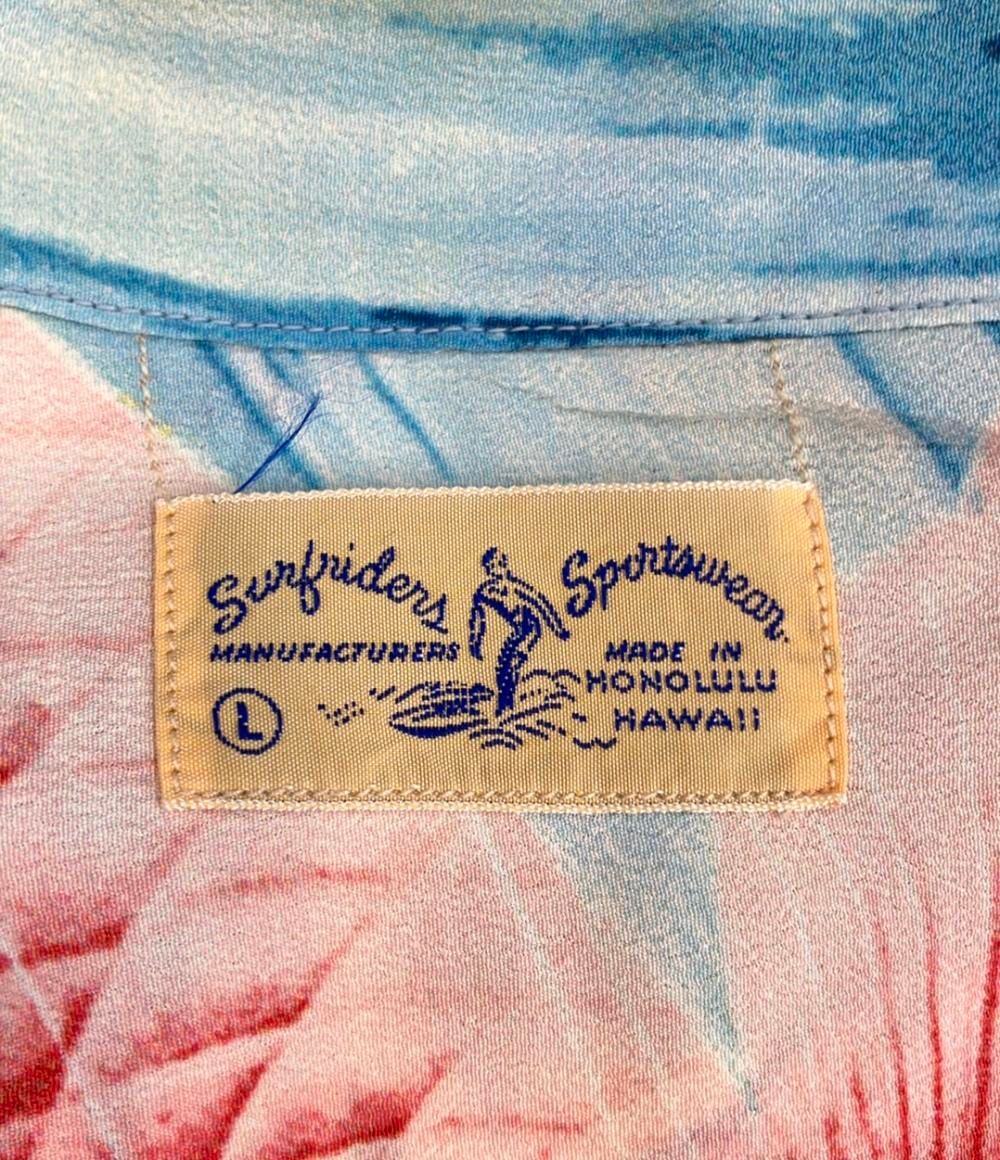 Surfriders Sportswear
MANUFACTURERS
MADE IN
HONOLULU
HAWAII
L